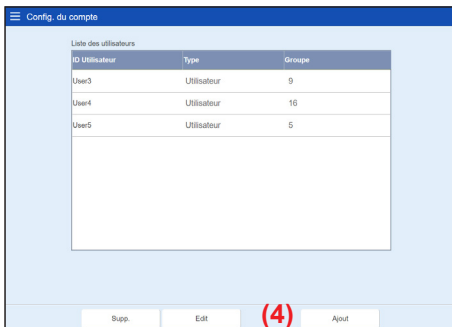 Config. du compte
Liste des utilisateurs
ID Utilisateur Type Groupe
User3 Utilisateur 9
User4 Utilisateur 16
User5 Utilisateur 5
Supp. Edit (4) Ajout